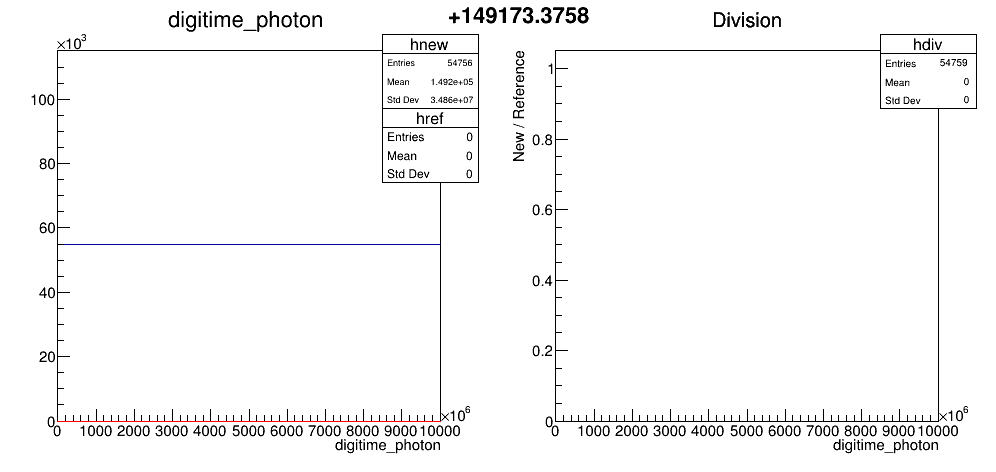 digitime_photon
+149173.3758
Division
×10³
hnew
Entries 54756
Mean 1.492e+05
Std Dev 3.486e+07
href
Entries 0
Mean 0
Std Dev 0
100
80
60
40
20
0
0 1000 2000 3000 4000 5000 6000 7000 8000 9000 10000
×10⁶
digitime_photon
hdiv
Entries 54759
Mean 0
Std Dev 0
New / Reference
1
0.8
0.6
0.4
0.2
0
0 1000 2000 3000 4000 5000 6000 7000 8000 9000 10000
×10⁶
digitime_photon